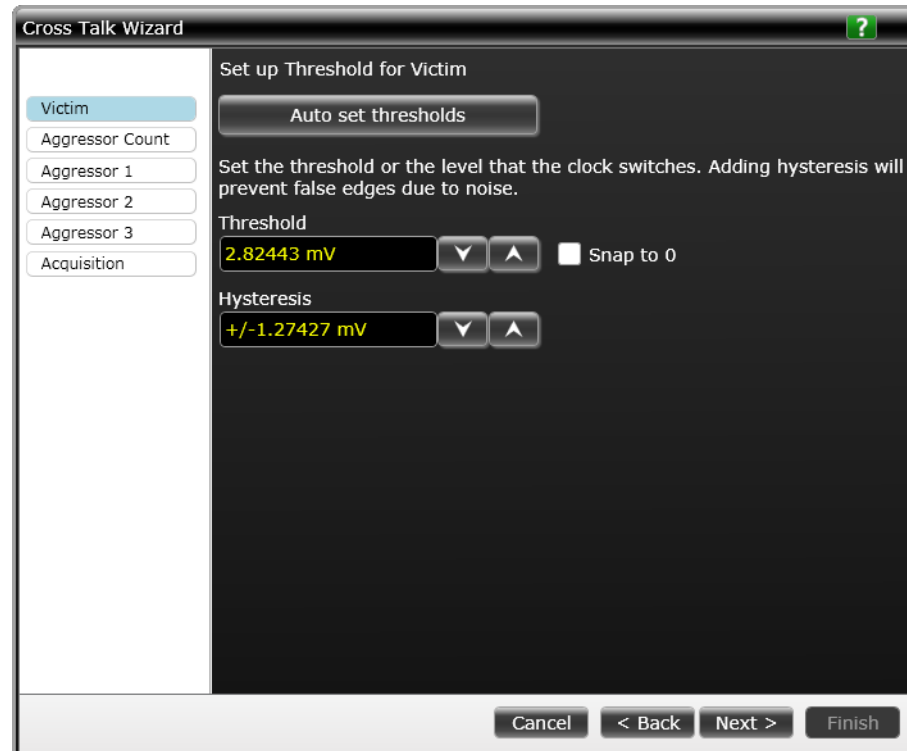 Cross Talk Wizard
?
Set up Threshold for Victim
Victim
Aggressor Count
Aggressor 1
Aggressor 2
Aggressor 3
Acquisition
Auto set thresholds
Set the threshold or the level that the clock switches. Adding hysteresis will
prevent false edges due to noise.
Threshold
2.82443 mV
Snap to 0
Hysteresis
+/-1.27427 mV
Cancel
< Back
Next >
Finish